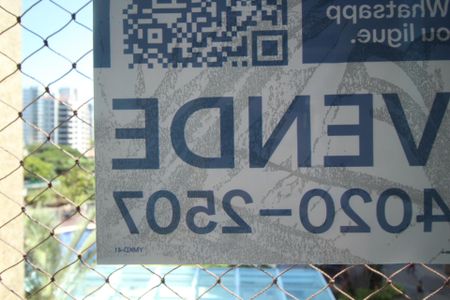 Whatsapp
ou ligue.
VENDE
4020-2507